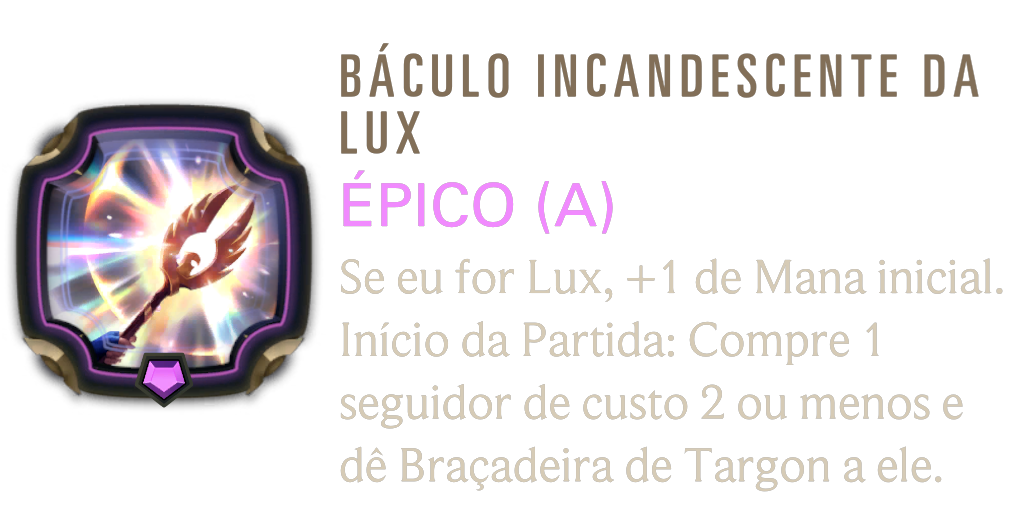 BÁCULO INCANDESCENTE DA
LUX
ÉPICO (A)
Se eu for Lux, +1 de Mana inicial.
Início da Partida: Compre 1
seguidor de custo 2 ou menos e
dê Braçadeira de Targon a ele.